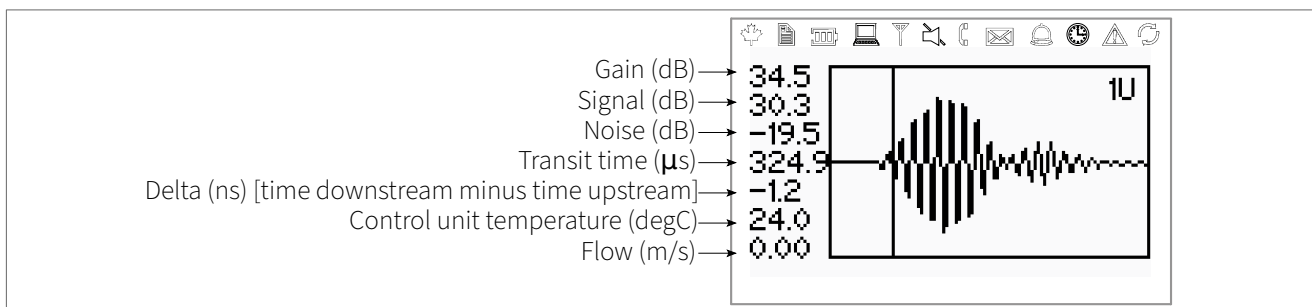 Gain (dB) 34.5
Signal (dB) 30.3
Noise (dB) -19.5
Transit time (µs) 324.9
Delta (ns) [time downstream minus time upstream] -1.2
Control unit temperature (degC) 24.0
Flow (m/s) 0.00
1U